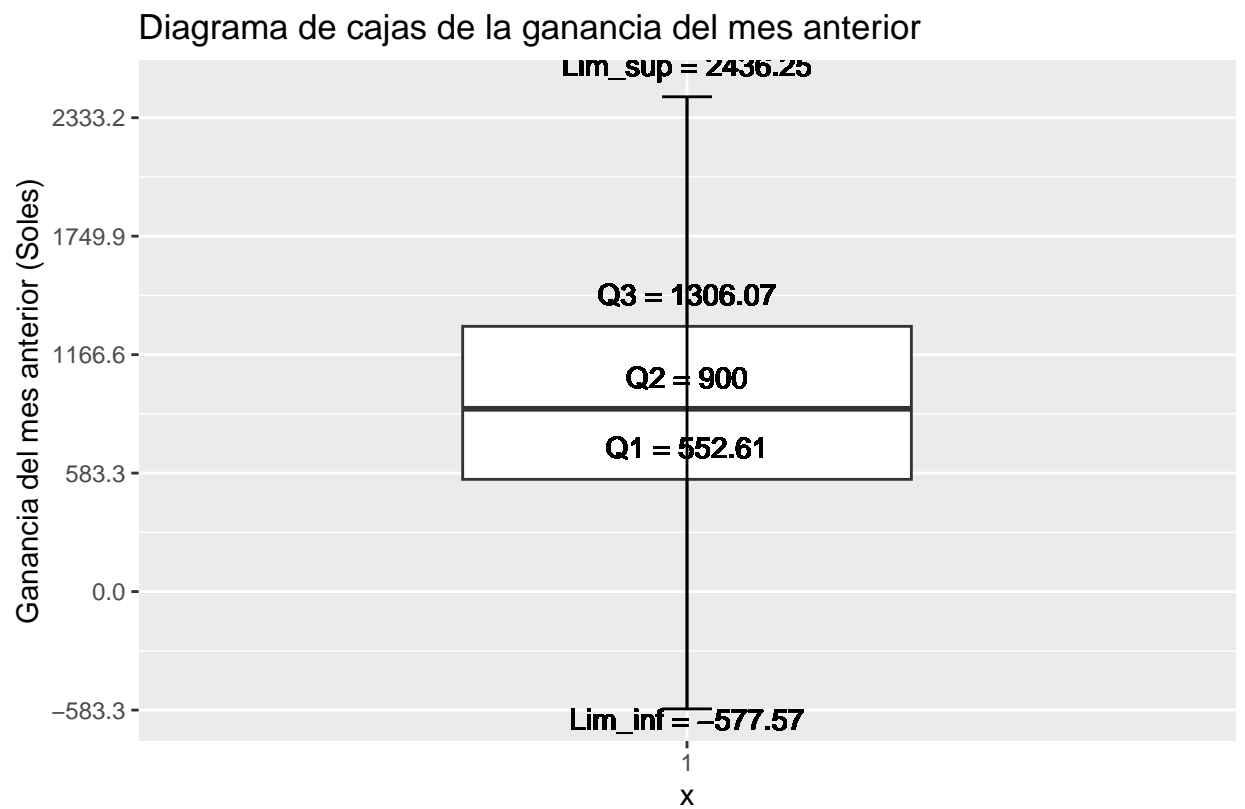 Diagrama de cajas de la ganancia del mes anterior
Lim_sup = 2436.25
2333.2
1749.9
Q3 = 1306.07
1166.6
Q2 = 900
Q1 = 552.61
583.3
0.0
−583.3
Lim_inf = −577.57
Ganancia del mes anterior (Soles)
1
x